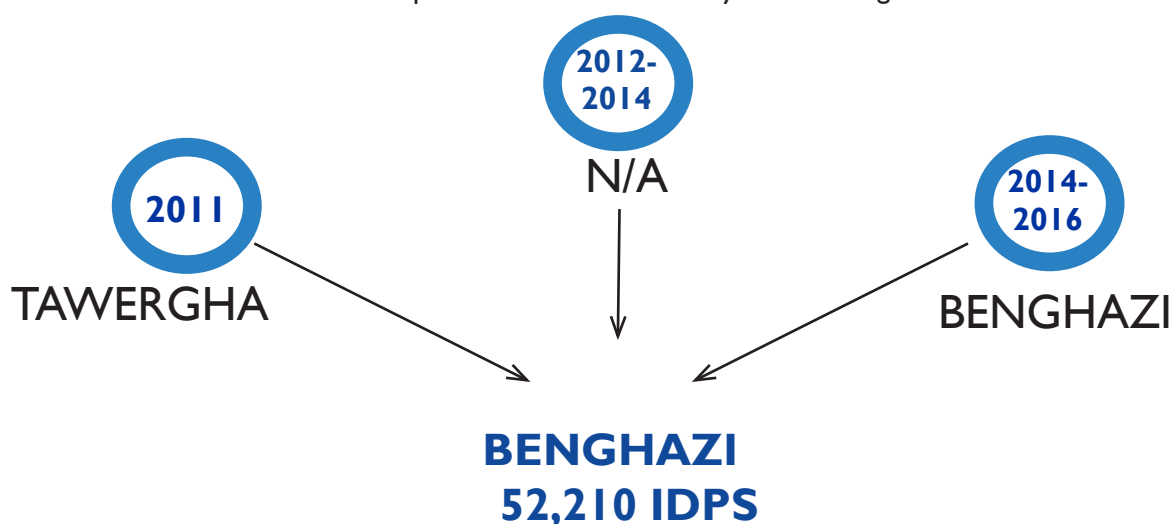 2012-
2014
N/A
2011
TAWERGHA
2014-
2016
BENGHAZI
BENGHAZI
52,210 IDPS